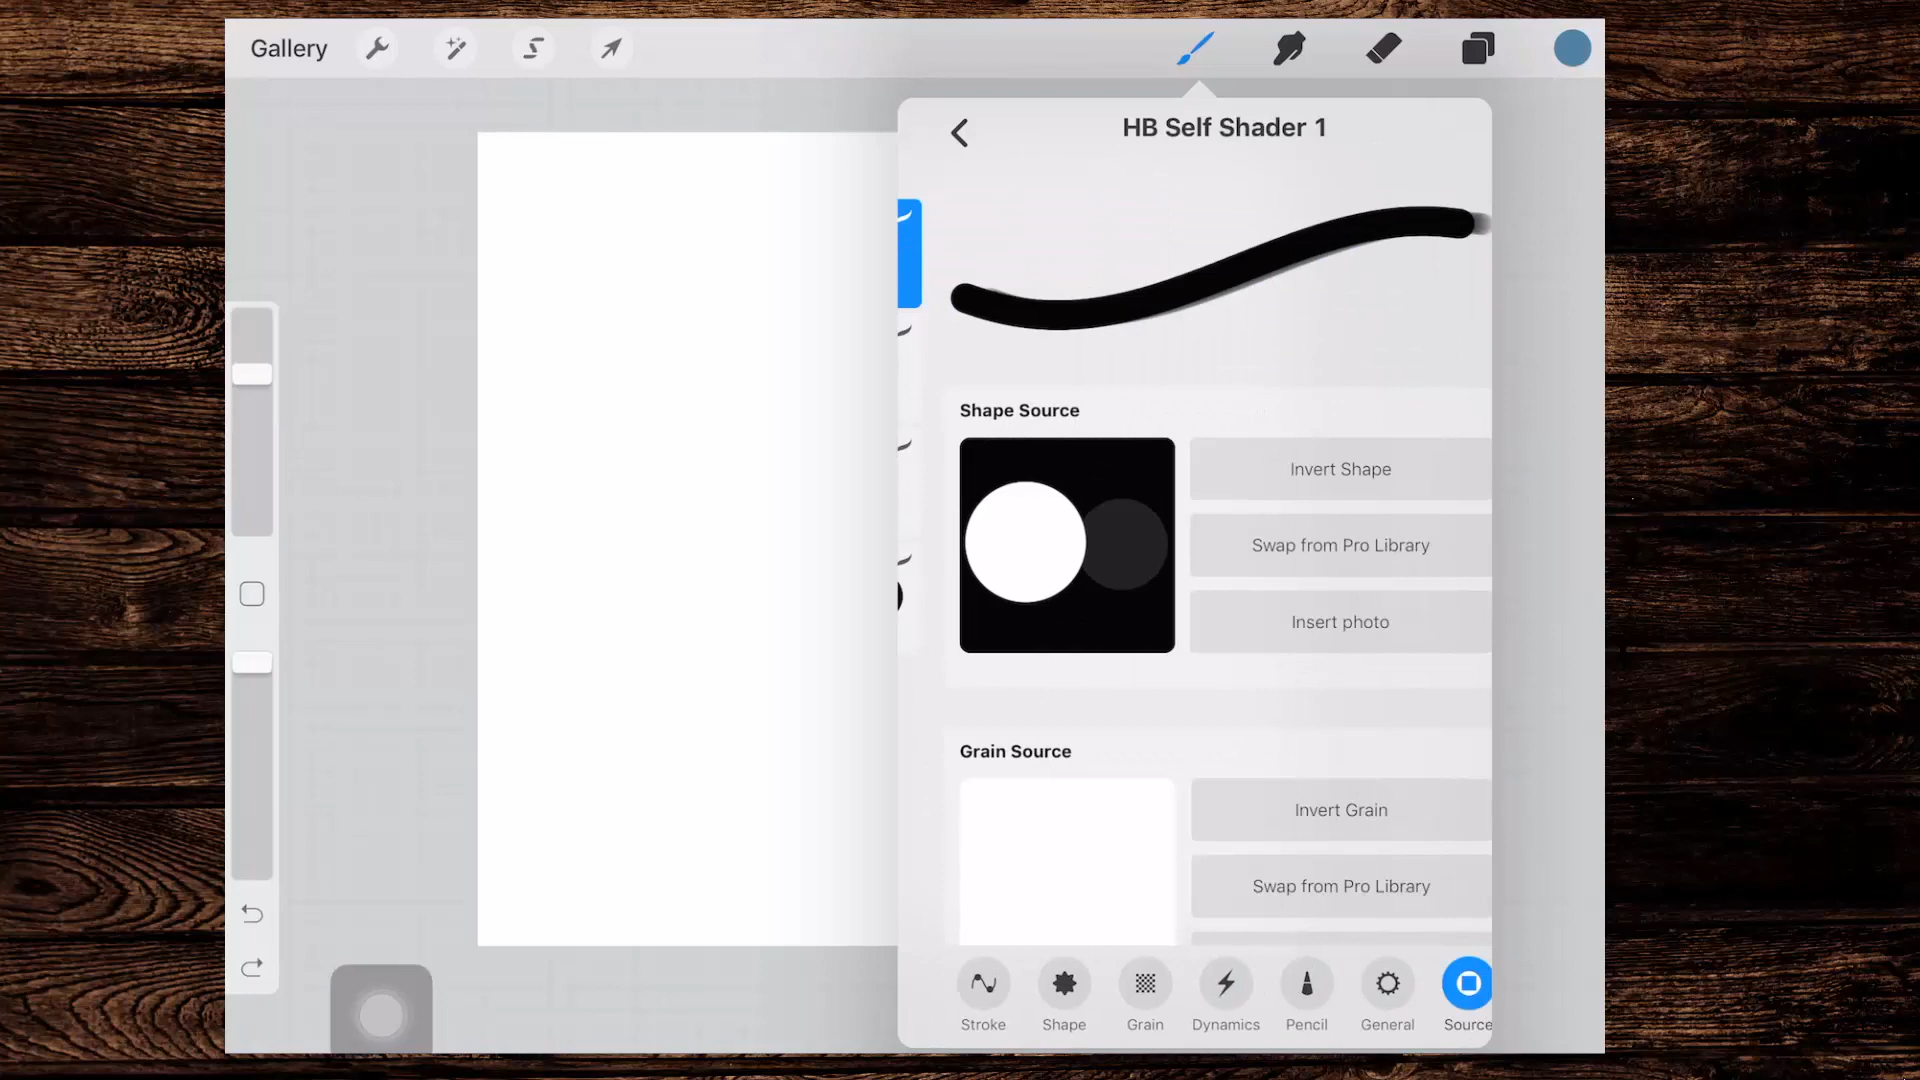 Gallery
HB Self Shader 1
Shape Source
Invert Shape
Swap from Pro Library
Insert photo
Grain Source
Invert Grain
Swap from Pro Library
Stroke
Shape
Grain
Dynamics
Pencil
General
Source